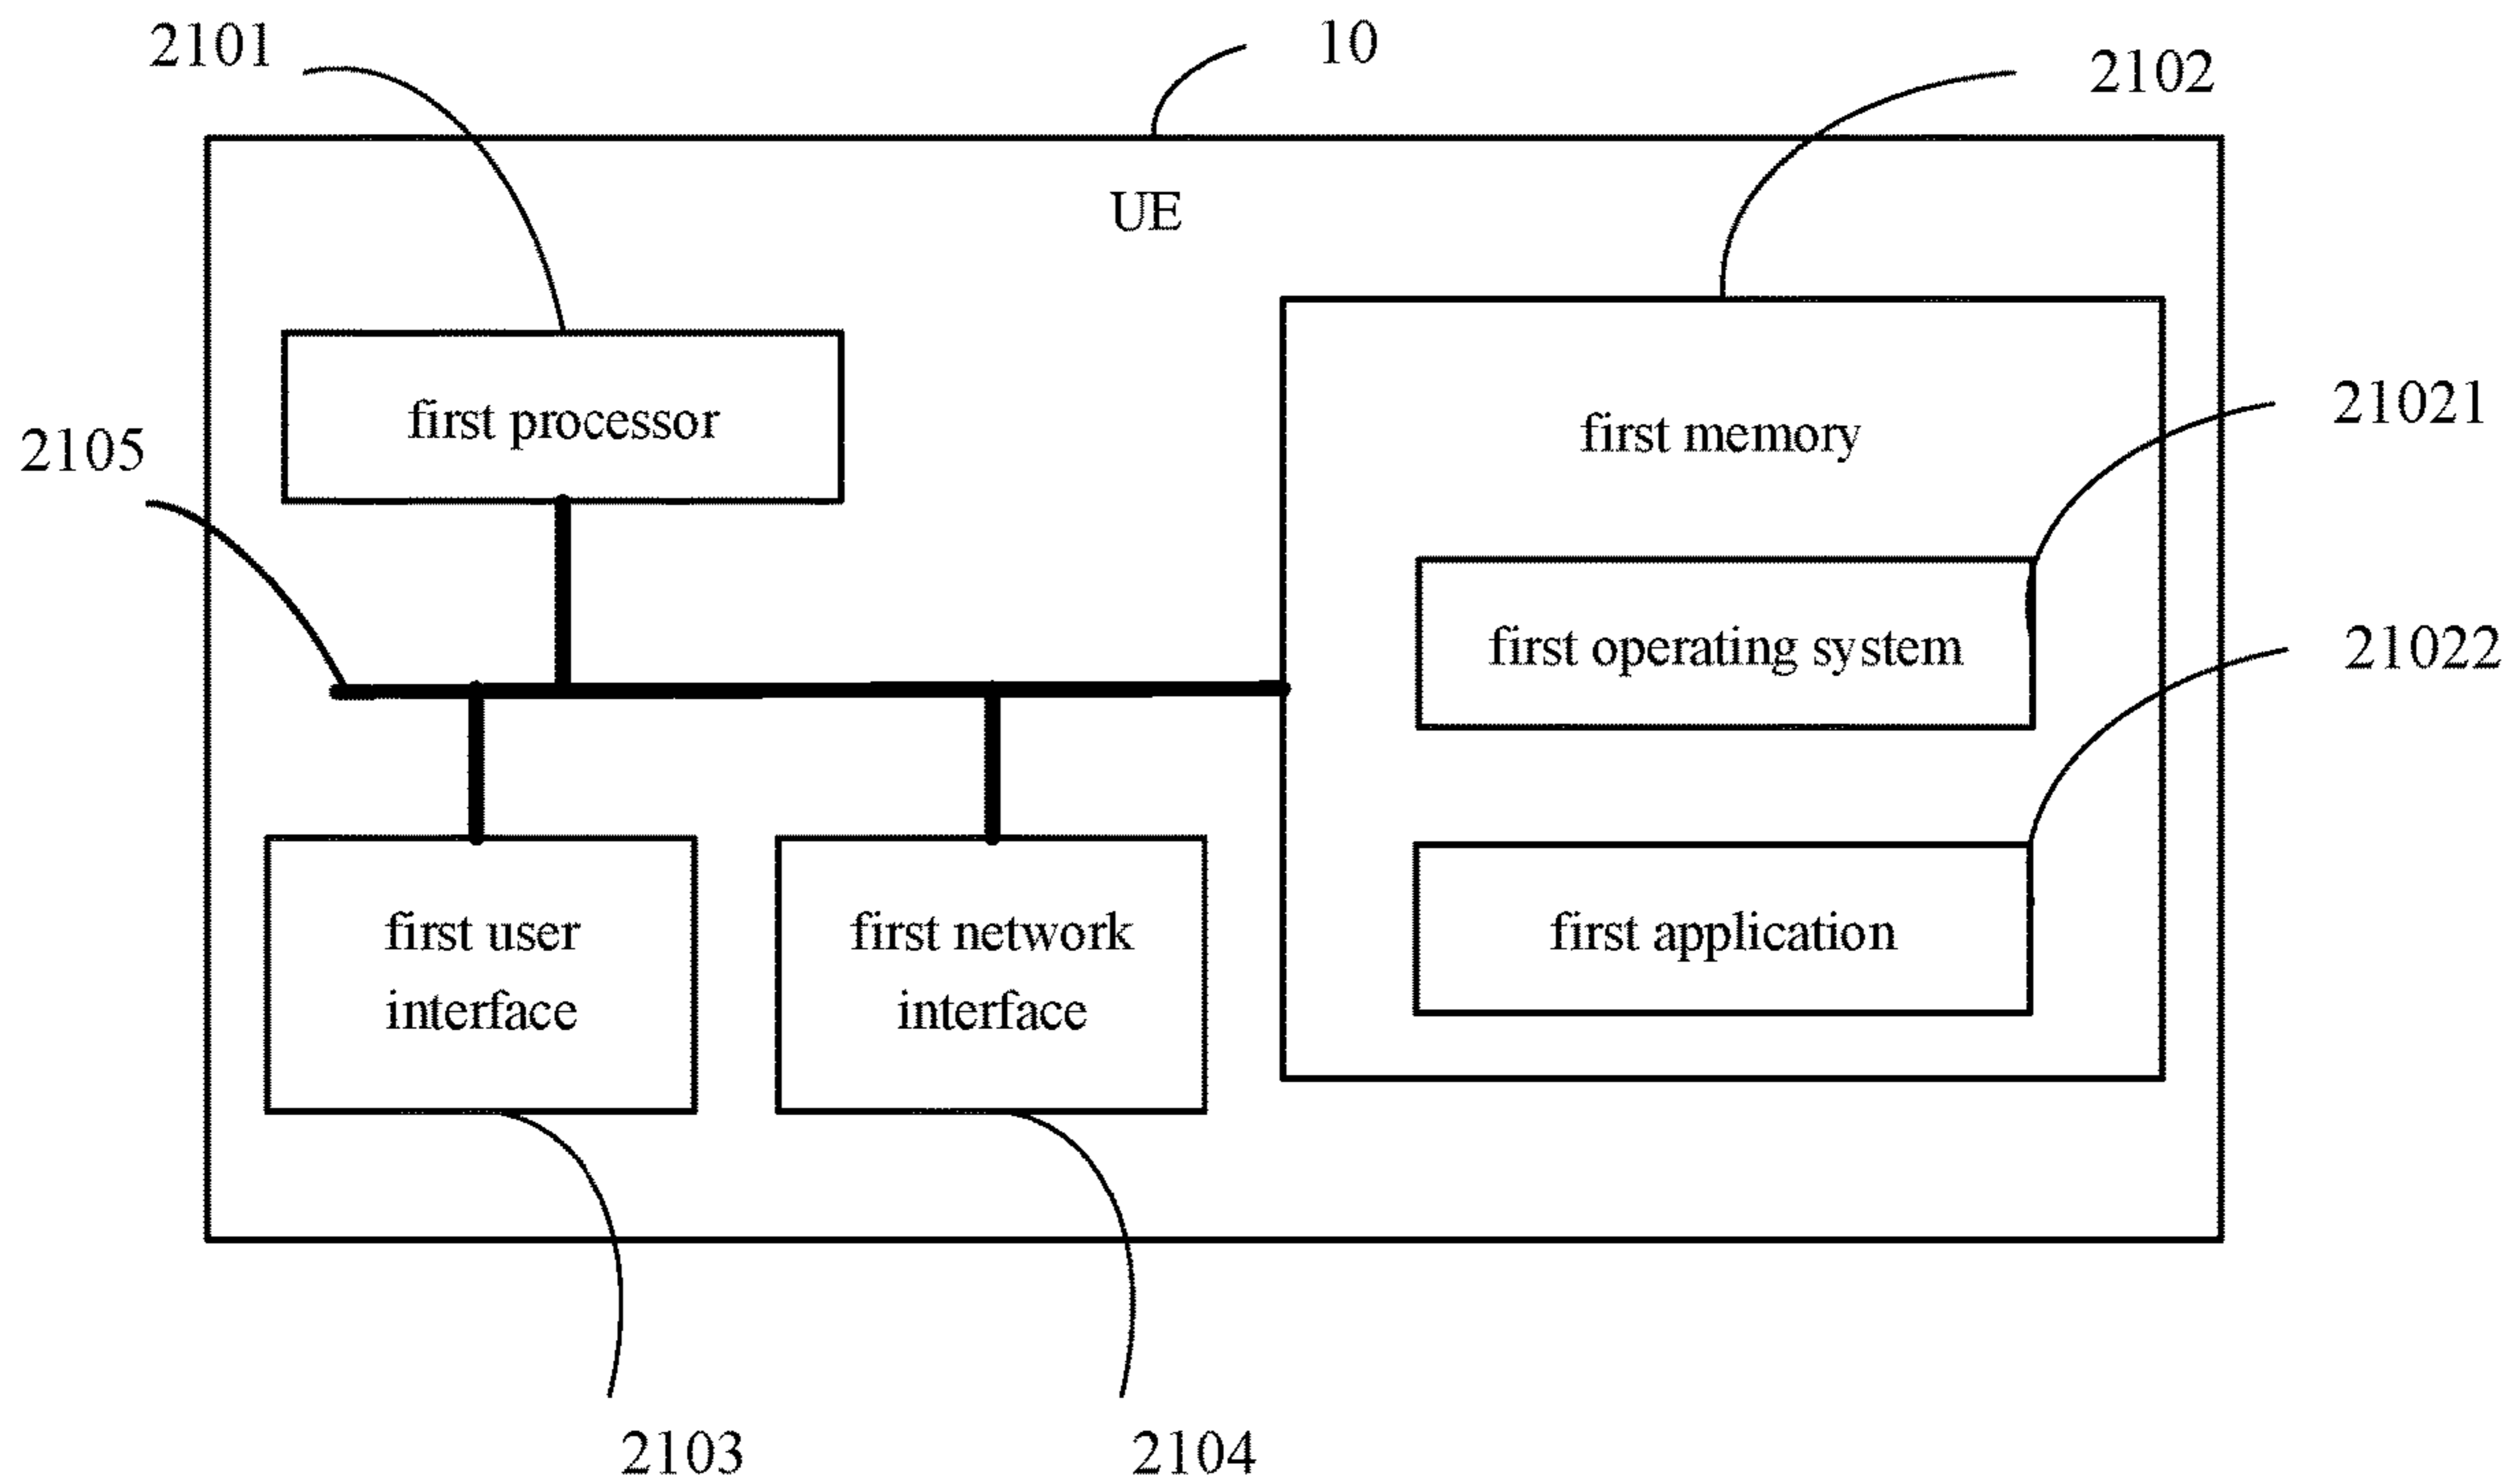 2101
10
2102
UE
21021
first processor
first memory
2105
first operating system
21022
first user
interface
first network
interface
first application
2103
2104